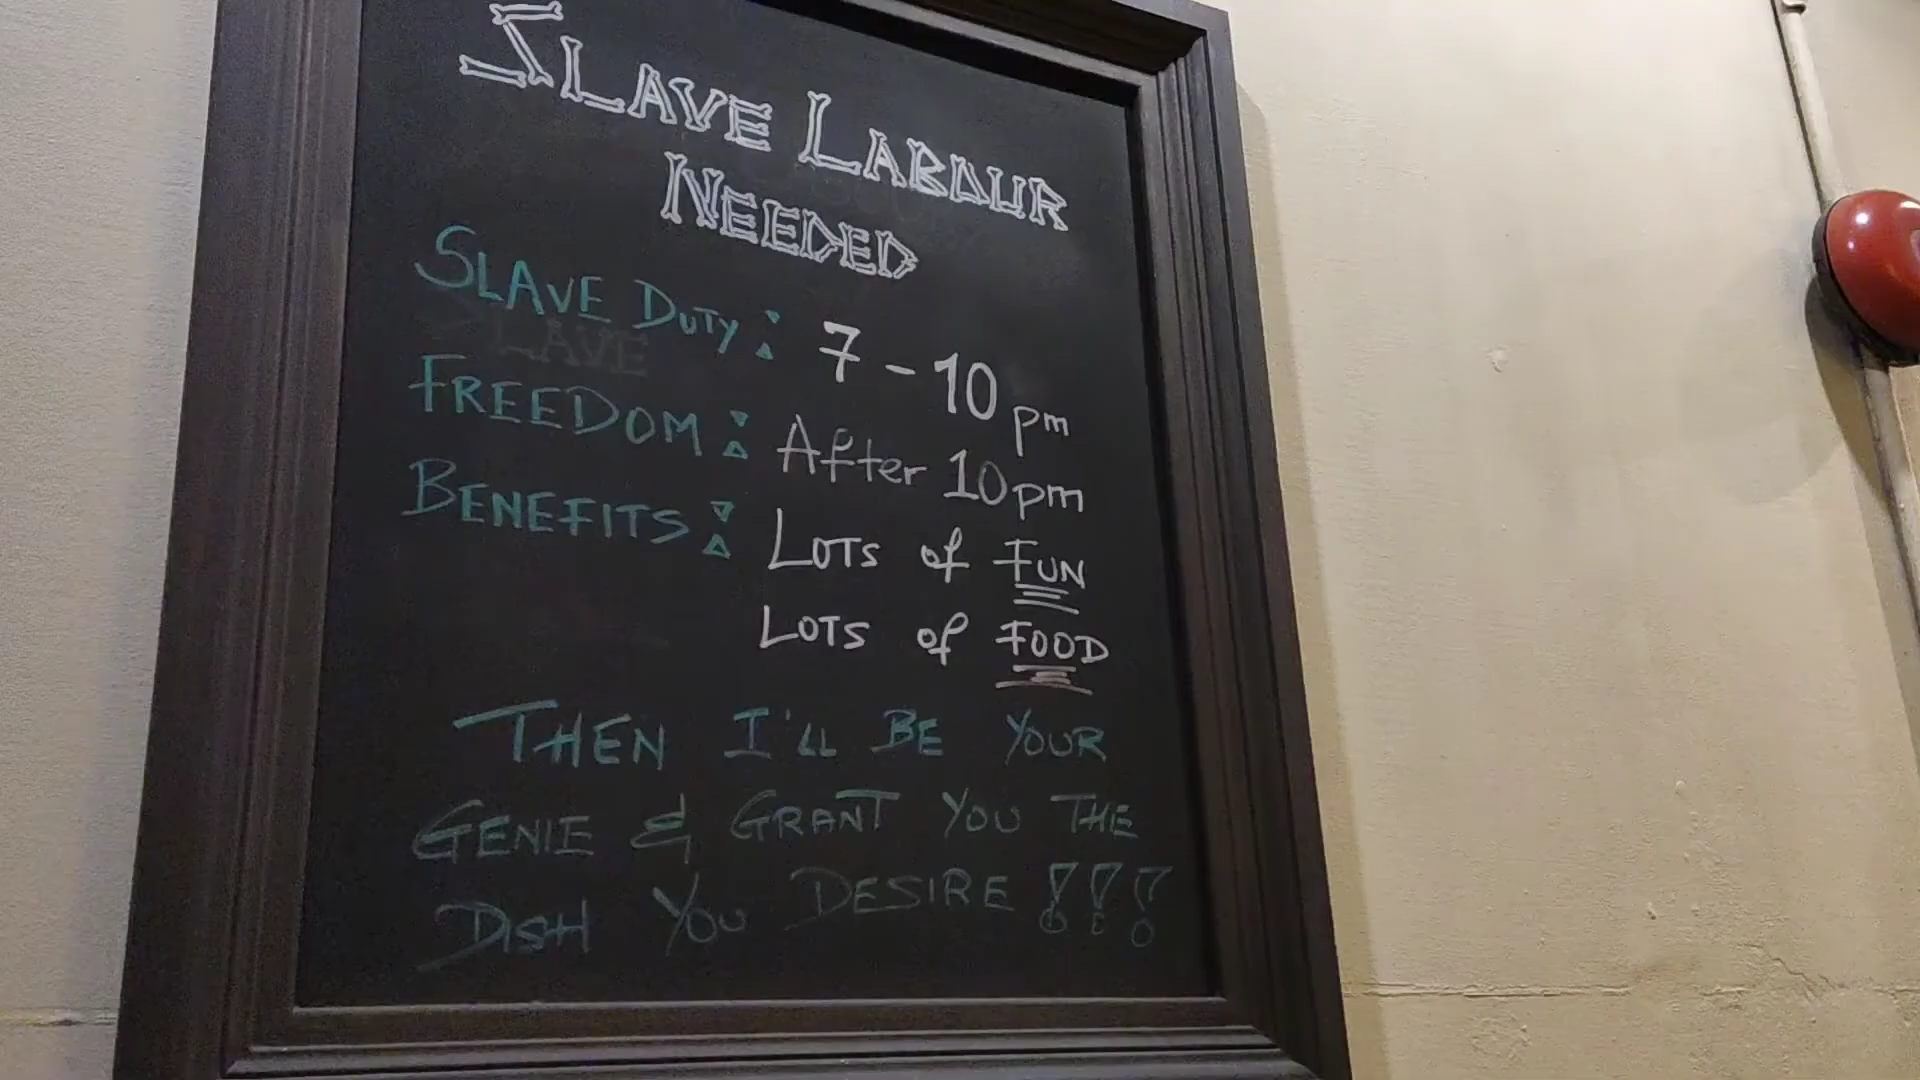 SLAVE LABOUR
NEEDED
SLAVE DUTY: 7 - 10 pm
FREEDOM: After 10pm
BENEFITS: LOTS of FUN
LOTS of FOOD
THEN I'LL BE YOUR
GENIE & GRANT YOU THE
DISH YOU DESIRE !!!